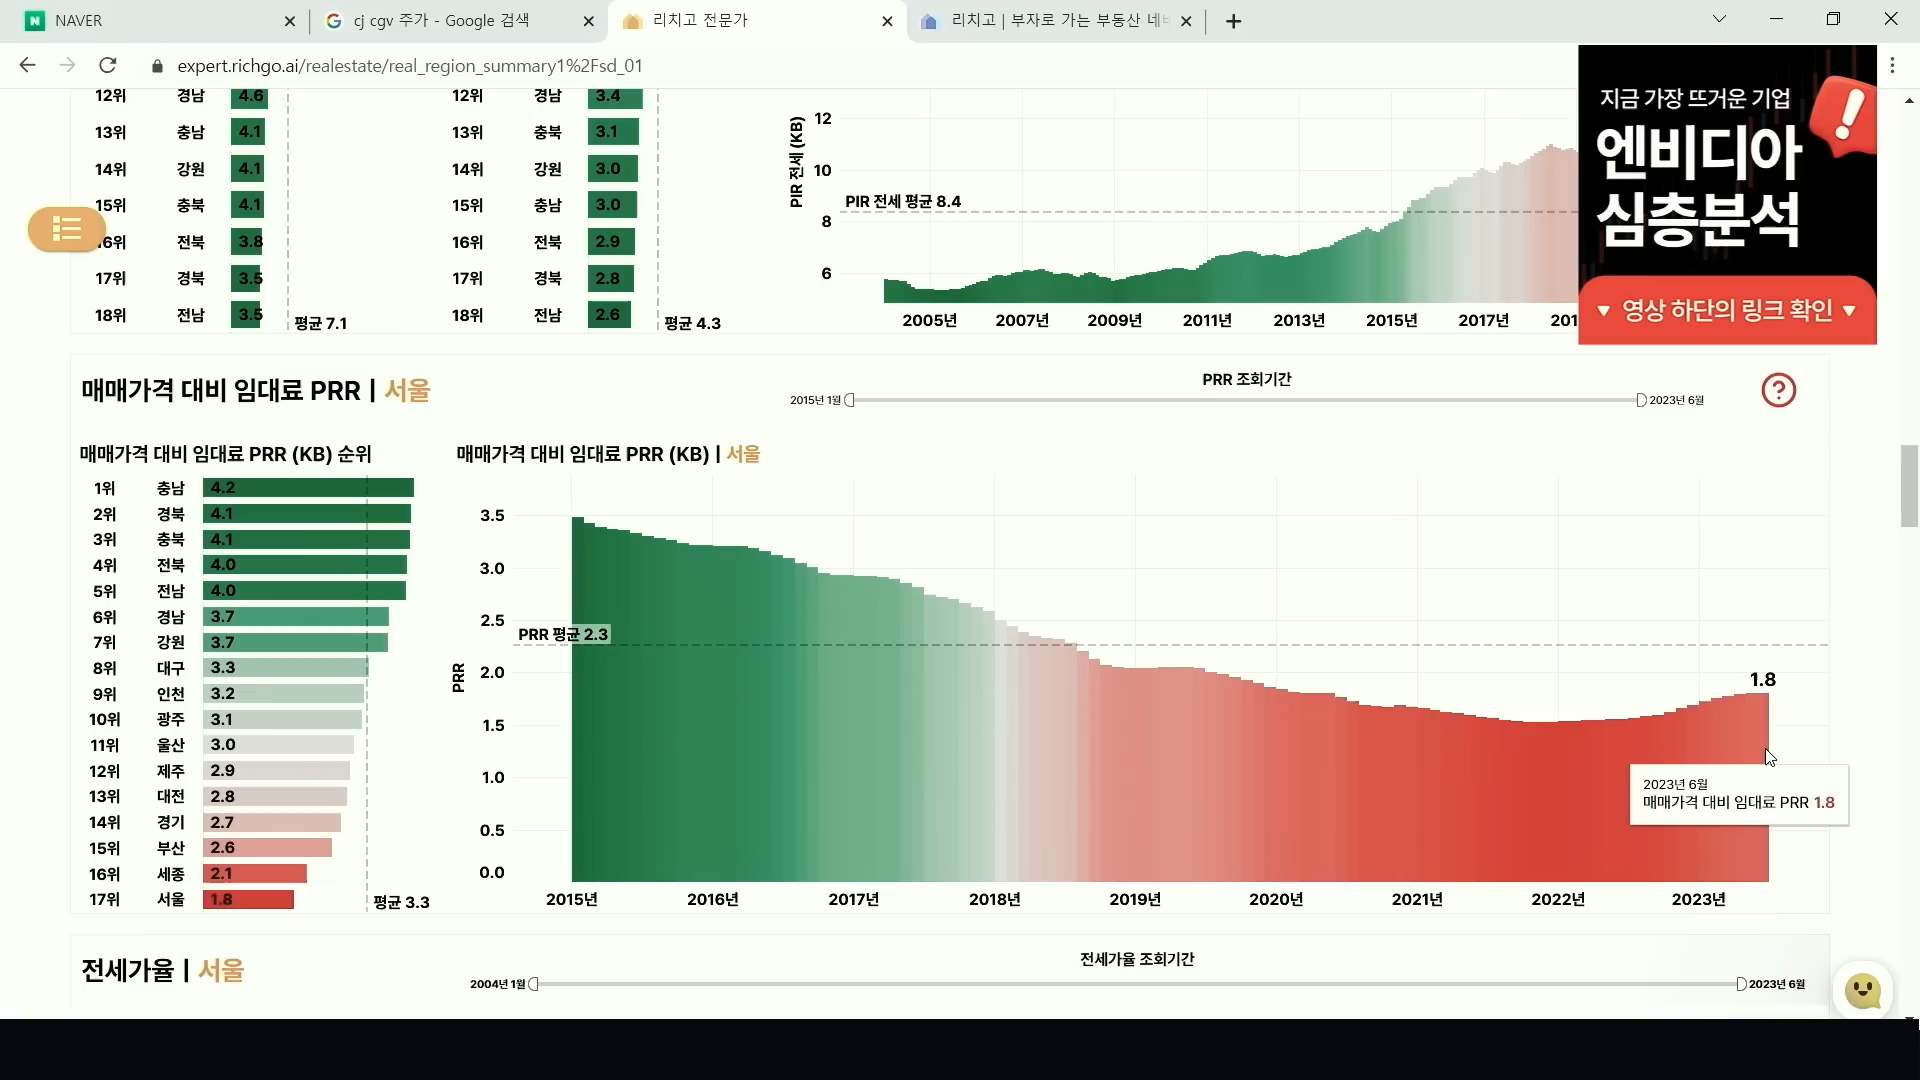 NAVER
cj cgv 주가 - Google 검색
리치고 전문가
리치고 | 부자로 가는 부동산 네비
expert.richgo.ai/realestate/real_region_summary1%2Fsd_01
지금 가장 뜨거운 기업
엔비디아
심층분석
▼ 영상 하단의 링크 확인 ▼
12위 경남 4.6
13위 충남 4.1
14위 강원 4.1
15위 충북 4.1
16위 전북 3.8
17위 경북 3.5
18위 전남 3.5
평균 7.1
12위 경남 3.4
13위 충북 3.1
14위 강원 3.0
15위 충남 3.0
16위 전북 2.9
17위 경북 2.8
18위 전남 2.6
평균 4.3
PIR 전세 (KB)
12
10
8
6
PIR 전세 평균 8.4
2005년 2007년 2009년 2011년 2013년 2015년 2017년 201
매매가격 대비 임대료 PRR | 서울
PRR 조회기간
2015년 1월 2023년 6월
?
매매가격 대비 임대료 PRR (KB) 순위
1위 충남 4.2
2위 경북 4.1
3위 충북 4.1
4위 전북 4.0
5위 전남 4.0
6위 경남 3.7
7위 강원 3.7
8위 대구 3.3
9위 인천 3.2
10위 광주 3.1
11위 울산 3.0
12위 제주 2.9
13위 대전 2.8
14위 경기 2.7
15위 부산 2.6
16위 세종 2.1
17위 서울 1.8
평균 3.3
매매가격 대비 임대료 PRR (KB) | 서울
PRR
3.5
3.0
2.5
2.0
1.5
1.0
0.5
0.0
PRR 평균 2.3
1.8
2023년 6월
매매가격 대비 임대료 PRR 1.8
2015년 2016년 2017년 2018년 2019년 2020년 2021년 2022년 2023년
전세가율 | 서울
전세가율 조회기간
2004년 1월 2023년 6월